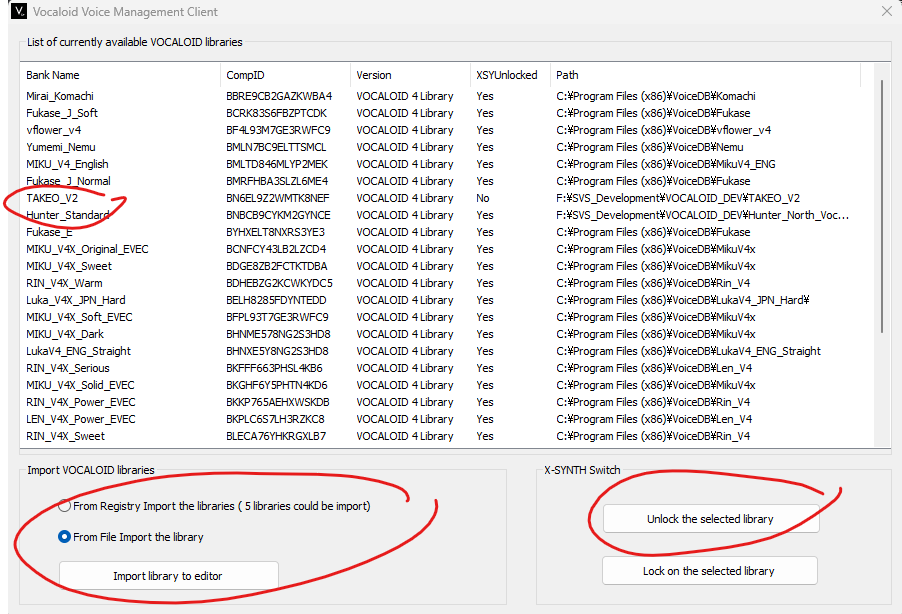 Vocaloid Voice Management Client
List of currently available VOCALOID libraries
Bank Name CompID Version XSYUnlocked Path
Mirai_Komachi BBRE9CB2GAZKWBA4 VOCALOID 4 Library Yes C:¥Program Files (x86)¥VoiceDB¥Komachi
Fukase_J_Soft BCRK83S6FBZPTCDK VOCALOID 4 Library Yes C:¥Program Files (x86)¥VoiceDB¥Fukase
vflower_v4 BF4L93M7GE3RWFC9 VOCALOID 4 Library Yes C:¥Program Files (x86)¥VoiceDB¥vflower_v4
Yumemi_Nemu BMLN7BC9ELTTSMCL VOCALOID 4 Library Yes C:¥Program Files (x86)¥VoiceDB¥Nemu
MIKU_V4_English BMLTD846MLYP2MEK VOCALOID 4 Library Yes C:¥Program Files (x86)¥VoiceDB¥MikuV4_ENG
Fukase_J_Normal BMRFHBA3SLZL6ME4 VOCALOID 4 Library Yes C:¥Program Files (x86)¥VoiceDB¥Fukase
TAKEO_V2 BN6EL9Z2WMTK8NEF VOCALOID 4 Library No F:¥SVS_Development¥VOCALOID_DEV¥TAKEO_V2
Hunter_Standard BNBCB9CYKM2GYNCE VOCALOID 4 Library Yes F:¥SVS_Development¥VOCALOID_DEV¥Hunter_North_Voc...
Fukase_E BYHXELT8NXRS3YE3 VOCALOID 4 Library Yes C:¥Program Files (x86)¥VoiceDB¥Fukase
MIKU_V4X_Original_EVEC BCNFCY43LB2LZCD4 VOCALOID 4 Library Yes C:¥Program Files (x86)¥VoiceDB¥MikuV4x
MIKU_V4X_Sweet BDGE8ZB2FCTKTDBA VOCALOID 4 Library Yes C:¥Program Files (x86)¥VoiceDB¥MikuV4x
RIN_V4X_Warm BDHEBZG2KCWKYDC5 VOCALOID 4 Library Yes C:¥Program Files (x86)¥VoiceDB¥Rin_V4
Luka_V4X_JPN_Hard BELH8285FDYNTEDD VOCALOID 4 Library Yes C:¥Program Files (x86)¥VoiceDB¥LukaV4_JPN_Hard¥
MIKU_V4X_Soft_EVEC BFPL93T7GE3RWFC9 VOCALOID 4 Library Yes C:¥Program Files (x86)¥VoiceDB¥MikuV4x
MIKU_V4X_Dark BHNME578NG2S3HD8 VOCALOID 4 Library Yes C:¥Program Files (x86)¥VoiceDB¥MikuV4x
LukaV4_ENG_Straight BHNXE5Y8NG2S3HD8 VOCALOID 4 Library Yes C:¥Program Files (x86)¥VoiceDB¥LukaV4_ENG_Straight
RIN_V4X_Serious BKFFF663PHSL4KB6 VOCALOID 4 Library Yes C:¥Program Files (x86)¥VoiceDB¥Len_V4
MIKU_V4X_Solid_EVEC BKGHF6Y5PHTN4KD6 VOCALOID 4 Library Yes C:¥Program Files (x86)¥VoiceDB¥MikuV4x
RIN_V4X_Power_EVEC BKKP765AEHXWSKDB VOCALOID 4 Library Yes C:¥Program Files (x86)¥VoiceDB¥Rin_V4
LEN_V4X_Power_EVEC BKPLC6S7LH3RZKC8 VOCALOID 4 Library Yes C:¥Program Files (x86)¥VoiceDB¥Len_V4
RIN_V4X_Sweet BLECA76YHKRGXLB7 VOCALOID 4 Library Yes C:¥Program Files (x86)¥VoiceDB¥Rin_V4
Import VOCALOID libraries
From Registry Import the libraries ( 5 libraries could be import)
From File Import the library
Import library to editor
X-SYNTH Switch
Unlock the selected library
Lock on the selected library